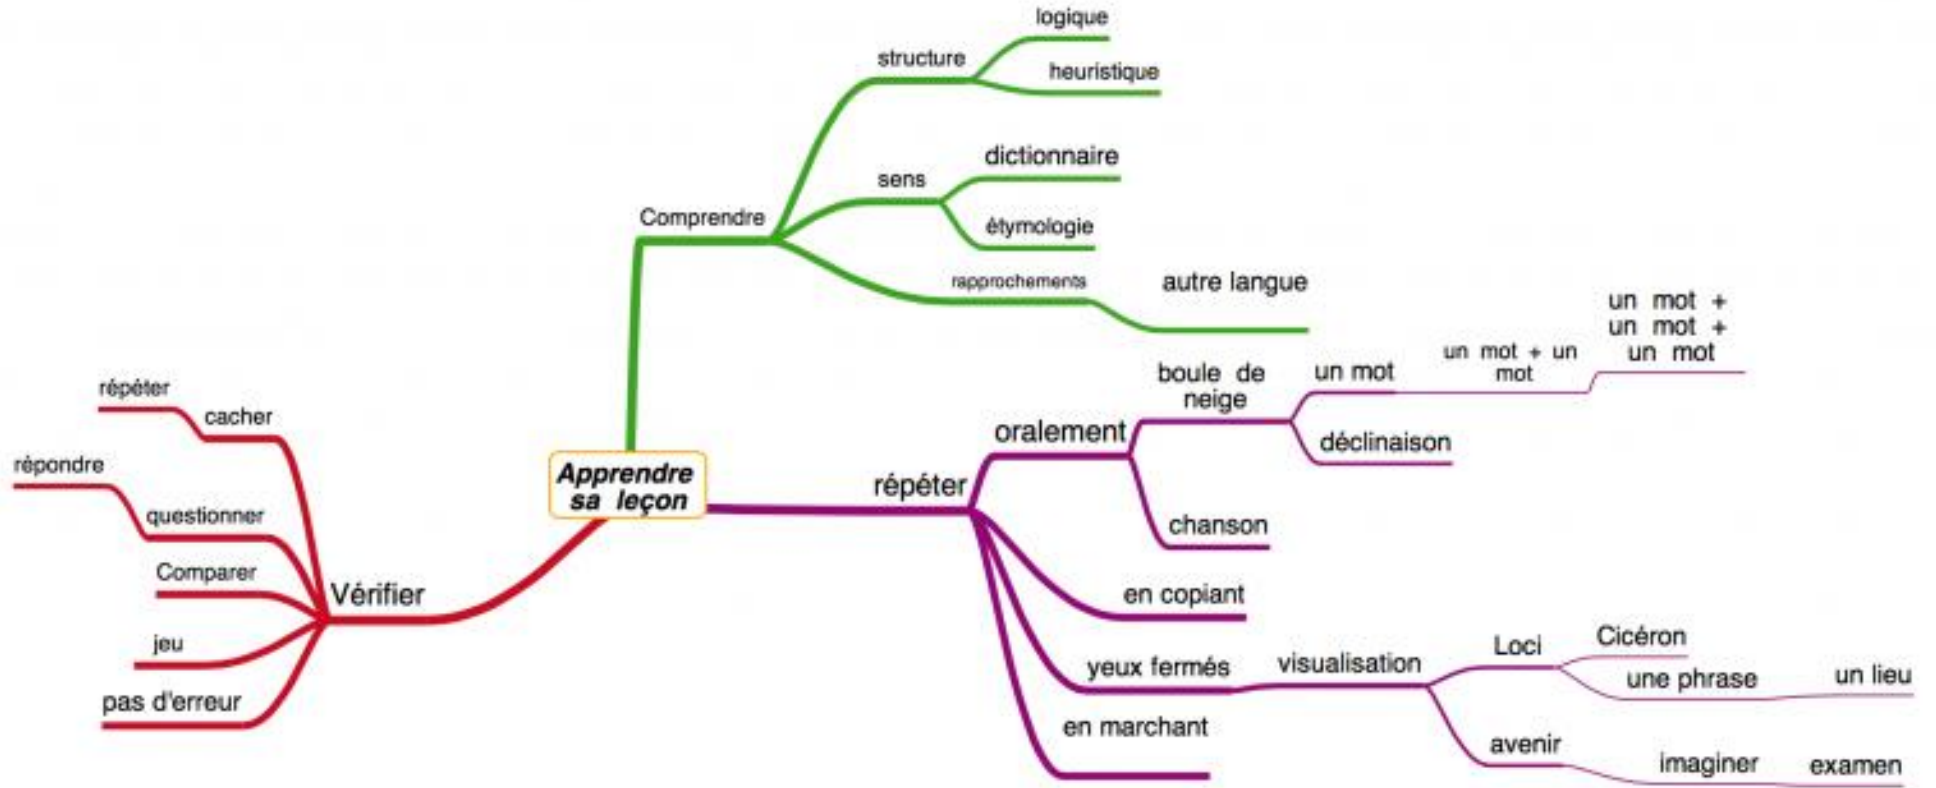 logique
structure
heuristique
dictionnaire
sens
étymologie
Comprendre
rapprochements
autre langue
un mot +
un mot +
un mot
un mot + un
mot
un mot
boule de
neige
déclinaison
oralement
chanson
répéter
en copiant
yeux fermés
visualisation
Loci
Cicéron
une phrase
un lieu
avenir
imaginer
examen
en marchant
Apprendre
sa leçon
répéter
cacher
répondre
questionner
Comparer
Vérifier
jeu
pas d'erreur